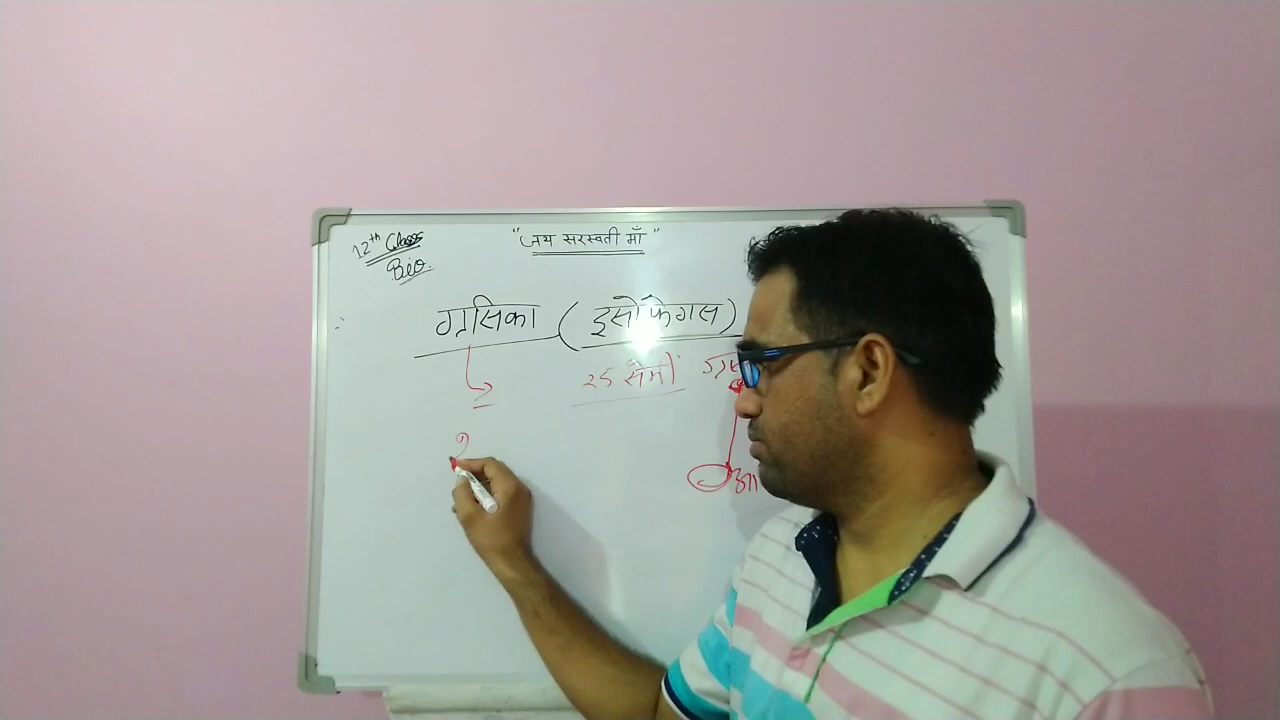 12th Class
Bio.
"जय सरस्वती माँ"
ग्रसिका (इसोफेगस)
25 सेमी